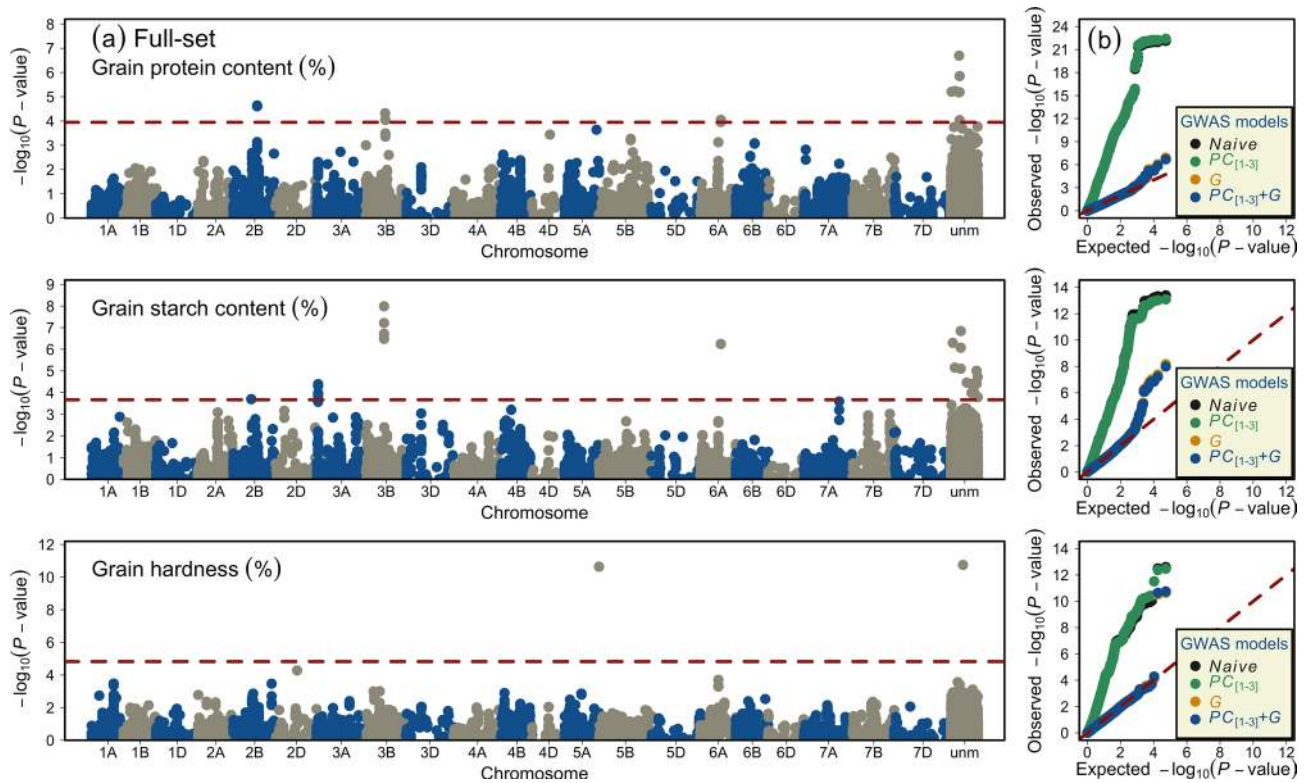 (a) Full-set
Grain protein content (%)
−log10(P − value)
8
7
6
5
4
3
2
1
0
1A 1B 1D 2A 2B 2D 3A 3B 3D 4A 4B 4D 5A 5B 5D 6A 6B 6D 7A 7B 7D unm
Chromosome
(b)
Observed −log10(P − value)
24
21
18
15
12
9
6
3
0
GWAS models
Naive
PC[1-3]
G
PC[1-3]+G
0 2 4 6 8 10 12
Expected −log10(P − value)
Grain starch content (%)
−log10(P − value)
9
8
7
6
5
4
3
2
1
0
1A 1B 1D 2A 2B 2D 3A 3B 3D 4A 4B 4D 5A 5B 5D 6A 6B 6D 7A 7B 7D unm
Chromosome
Observed −log10(P − value)
14
12
10
8
6
4
2
0
GWAS models
Naive
PC[1-3]
G
PC[1-3]+G
0 2 4 6 8 10 12
Expected −log10(P − value)
Grain hardness (%)
−log10(P − value)
12
10
8
6
4
2
0
1A 1B 1D 2A 2B 2D 3A 3B 3D 4A 4B 4D 5A 5B 5D 6A 6B 6D 7A 7B 7D unm
Chromosome
Observed −log10(P − value)
14
12
10
8
6
4
2
0
GWAS models
Naive
PC[1-3]
G
PC[1-3]+G
0 2 4 6 8 10 12
Expected −log10(P − value)